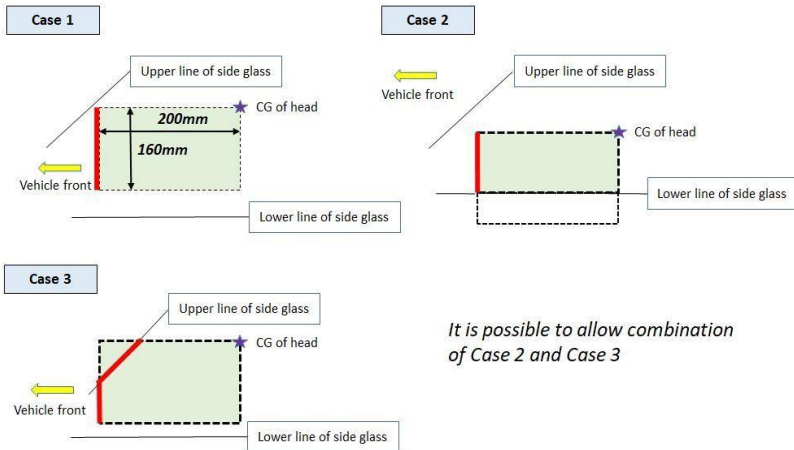 Case 1
Upper line of side glass
CG of head
200mm
160mm
Vehicle front
Lower line of side glass
Case 2
Upper line of side glass
Vehicle front
CG of head
Lower line of side glass
Case 3
Upper line of side glass
CG of head
Vehicle front
Lower line of side glass
It is possible to allow combination
of Case 2 and Case 3